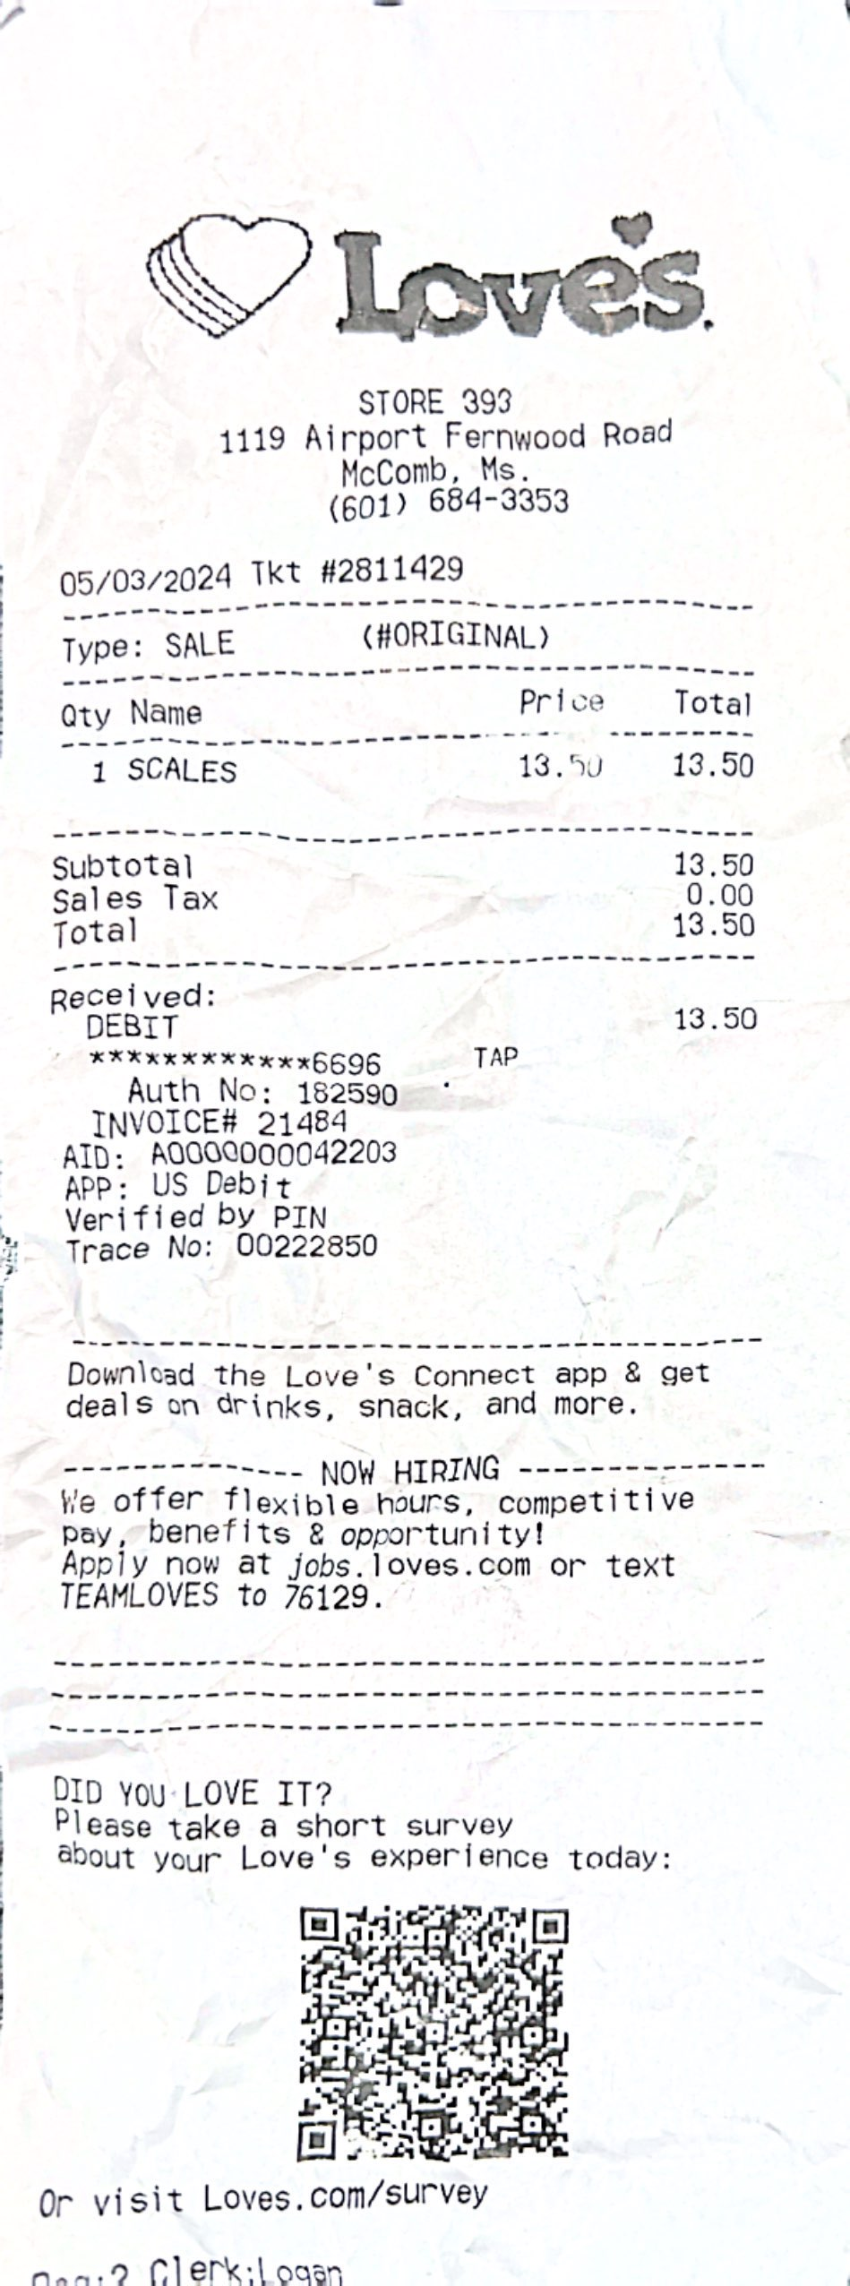 Love's.
STORE 393
1119 Airport Fernwood Road
McComb, Ms.
(601) 684-3353
05/03/2024 Tkt #2811429
------------------------------------
Type: SALE (#ORIGINAL)
------------------------------------
Qty Name Price Total
------------------------------------
1 SCALES 13.50 13.50
------------------------------------
Subtotal 13.50
Sales Tax 0.00
Total 13.50
------------------------------------
Received:
DEBIT 13.50
************6696 TAP
Auth No: 182590
INVOICE# 21484
AID: A0000000042203
APP: US Debit
Verified by PIN
Trace No: 00222850
------------------------------------
Download the Love's Connect app & get
deals on drinks, snack, and more.
------------- NOW HIRING -------------
We offer flexible hours, competitive
pay, benefits & opportunity!
Apply now at jobs.loves.com or text
TEAMLOVES to 76129.
------------------------------------
------------------------------------
------------------------------------
DID YOU LOVE IT?
Please take a short survey
about your Love's experience today:
Or visit Loves.com/survey
Clerk:Logan